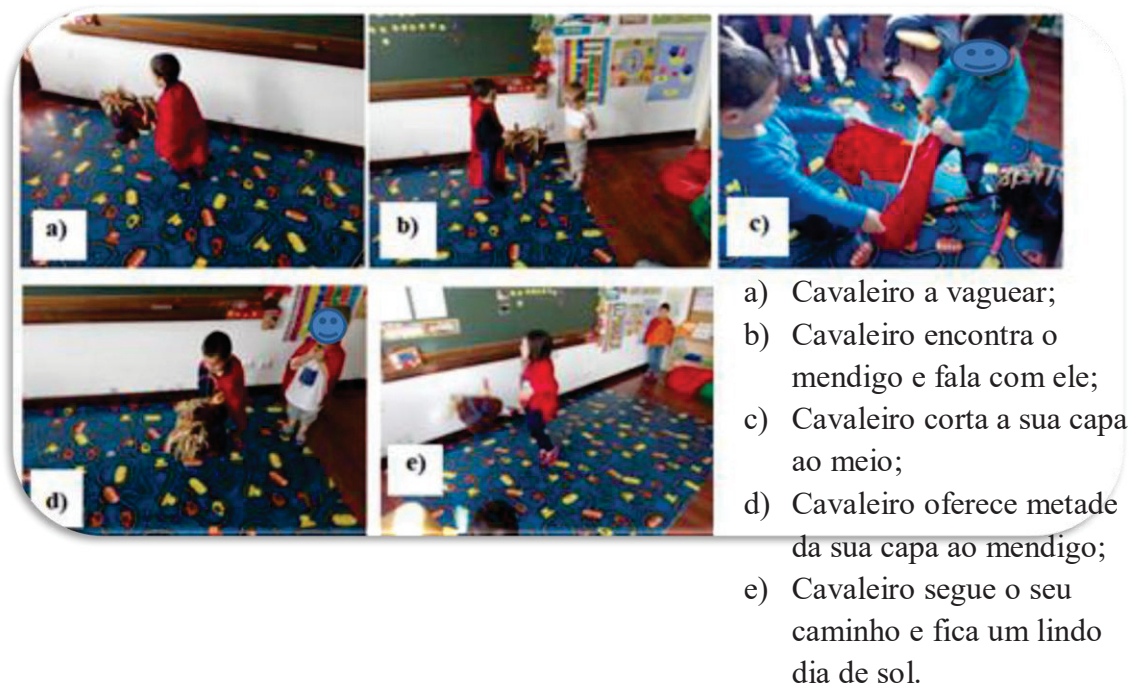 a)
b)
c)
d)
e)
a) Cavaleiro a vaguear;
b) Cavaleiro encontra o
mendigo e fala com ele;
c) Cavaleiro corta a sua capa
ao meio;
d) Cavaleiro oferece metade
da sua capa ao mendigo;
e) Cavaleiro segue o seu
caminho e fica um lindo
dia de sol.